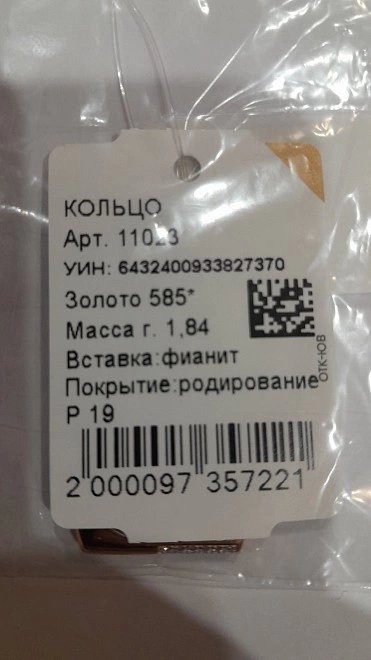 КОЛЬЦО
Арт. 11023
УИН: 6432400933827370
Золото 585*
Масса г. 1,84
Вставка:фианит
Покрытие:родирование
Р 19
ОТК-ЮВ
2 000097 357221